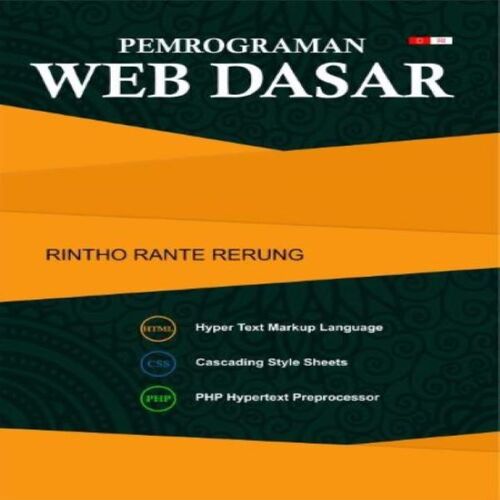 PEMROGRAMAN
WEB DASAR
RINTHO RANTE RERUNG
HTML Hyper Text Markup Language
CSS Cascading Style Sheets
PHP PHP Hypertext Preprocessor